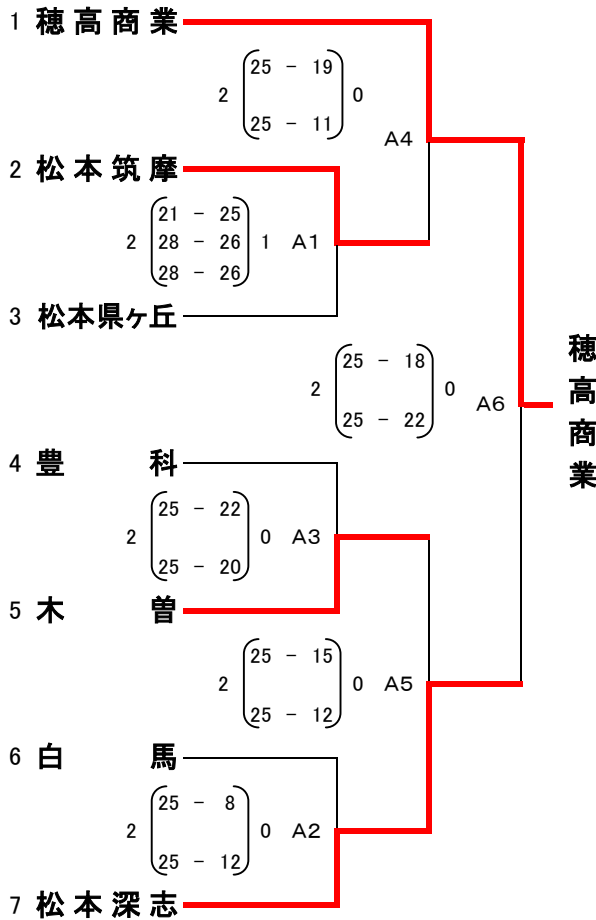 1 穂高商業
25 - 19
2 0
25 - 11
A4
2 松本筑摩
21 - 25
2 28 - 26 1 A1
28 - 26
3 松本県ヶ丘
25 - 18
2 0 A6
25 - 22
穂高商業
4 豊科
25 - 22
2 0 A3
25 - 20
5 木曽
25 - 15
2 0 A5
25 - 12
6 白馬
25 - 8
2 0 A2
25 - 12
7 松本深志